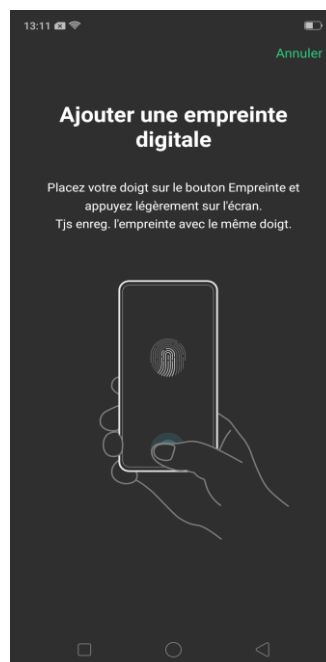 13:11
Annuler
Ajouter une empreinte
digitale
Placez votre doigt sur le bouton Empreinte et
appuyez légèrement sur l'écran.
Tjs enreg. l'empreinte avec le même doigt.